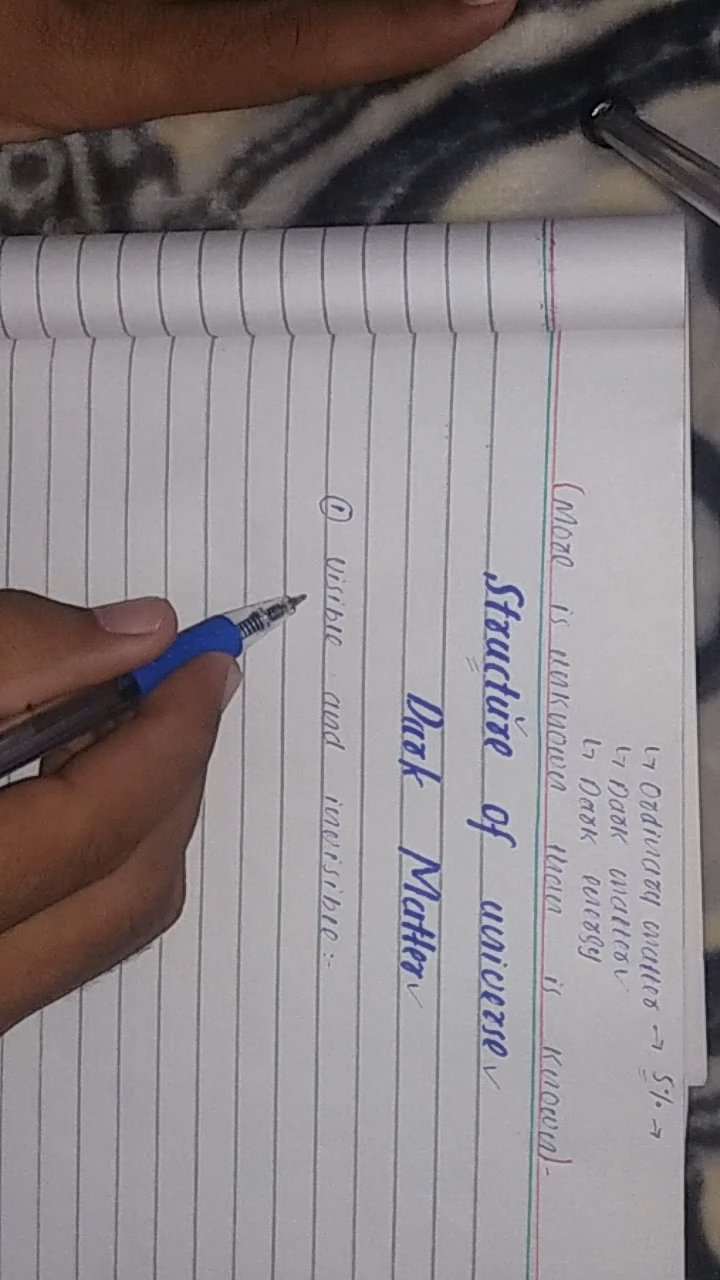 ↳ Ordinary matter → 5% →
↳ Dark matter
↳ Dark energy
(More is unknown than is known)-
Structure of universe
Dark Matter
① visible and invisible :-